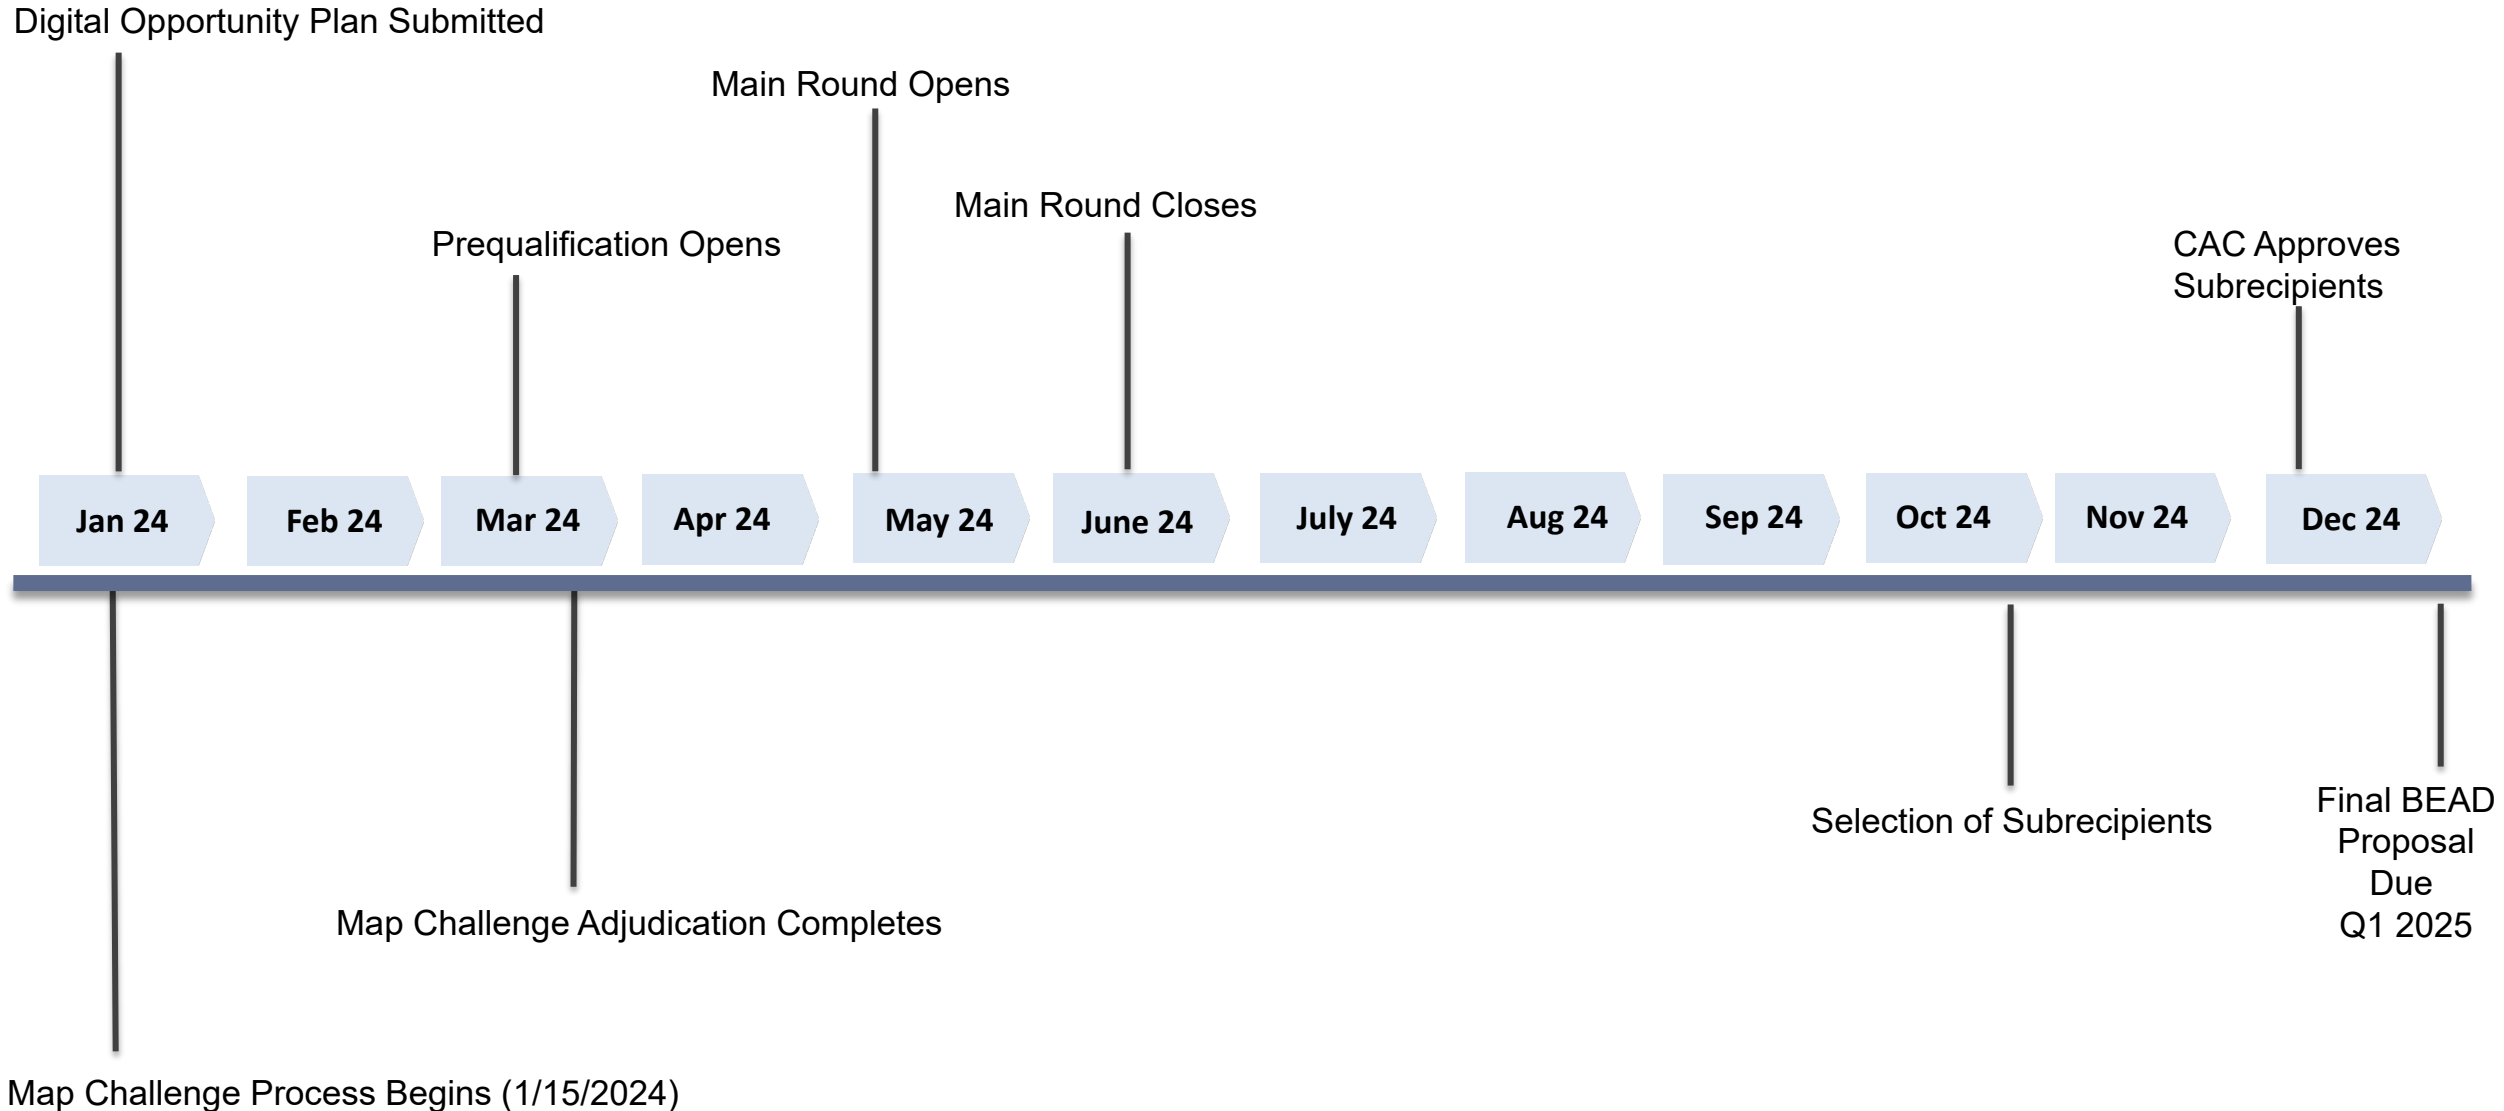 Digital Opportunity Plan Submitted
Main Round Opens
Main Round Closes
Prequalification Opens
CAC Approves
Subrecipients
Jan 24
Feb 24
Mar 24
Apr 24
May 24
June 24
July 24
Aug 24
Sep 24
Oct 24
Nov 24
Dec 24
Selection of Subrecipients
Final BEAD
Proposal
Due
Q1 2025
Map Challenge Adjudication Completes
Map Challenge Process Begins (1/15/2024)